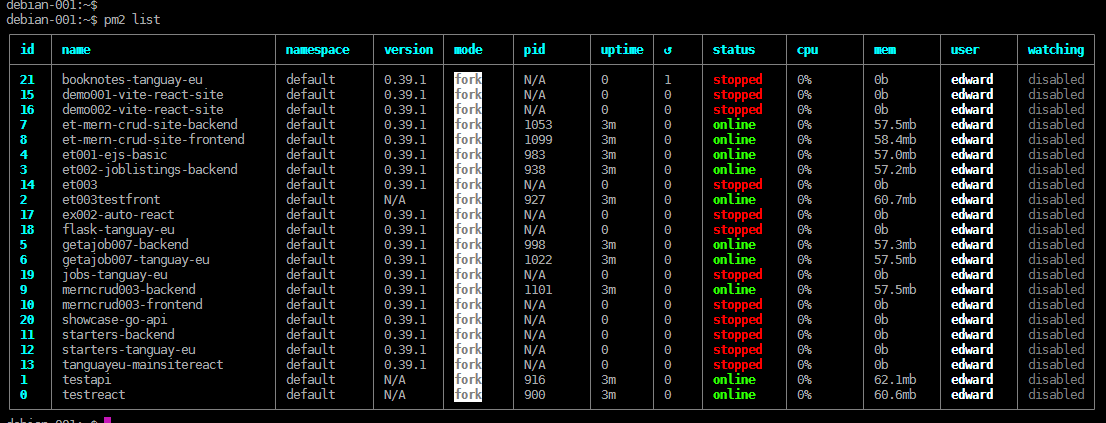 debian-001:~$
debian-001:~$ pm2 list
id name namespace version mode pid uptime ↺ status cpu mem user watching
21 booknotes-tanguay-eu default 0.39.1 fork N/A 0 1 stopped 0% 0b edward disabled
15 demo001-vite-react-site default 0.39.1 fork N/A 0 0 stopped 0% 0b edward disabled
16 demo002-vite-react-site default 0.39.1 fork N/A 0 0 stopped 0% 0b edward disabled
7 et-mern-crud-site-backend default 0.39.1 fork 1053 3m 0 online 0% 57.5mb edward disabled
8 et-mern-crud-site-frontend default 0.39.1 fork 1099 3m 0 online 0% 58.4mb edward disabled
4 et001-ejs-basic default 0.39.1 fork 983 3m 0 online 0% 57.0mb edward disabled
3 et002-joblistings-backend default 0.39.1 fork 938 3m 0 online 0% 57.2mb edward disabled
14 et003 default 0.39.1 fork N/A 0 0 stopped 0% 0b edward disabled
2 et003testfront default N/A fork 927 3m 0 online 0% 60.7mb edward disabled
17 ex002-auto-react default 0.39.1 fork N/A 0 0 stopped 0% 0b edward disabled
18 flask-tanguay-eu default 0.39.1 fork N/A 0 0 stopped 0% 0b edward disabled
5 getajob007-backend default 0.39.1 fork 998 3m 0 online 0% 57.3mb edward disabled
6 getajob007-tanguay-eu default 0.39.1 fork 1022 3m 0 online 0% 57.5mb edward disabled
19 jobs-tanguay-eu default 0.39.1 fork N/A 0 0 stopped 0% 0b edward disabled
9 merncrud003-backend default 0.39.1 fork 1101 3m 0 online 0% 57.5mb edward disabled
10 merncrud003-frontend default 0.39.1 fork N/A 0 0 stopped 0% 0b edward disabled
20 showcase-go-api default 0.39.1 fork N/A 0 0 stopped 0% 0b edward disabled
11 starters-backend default 0.39.1 fork N/A 0 0 stopped 0% 0b edward disabled
12 starters-tanguay-eu default 0.39.1 fork N/A 0 0 stopped 0% 0b edward disabled
13 tanguayeu-mainsitereact default 0.39.1 fork N/A 0 0 stopped 0% 0b edward disabled
1 testapi default N/A fork 916 3m 0 online 0% 62.1mb edward disabled
0 testreact default N/A fork 900 3m 0 online 0% 60.6mb edward disabled
debian-001:~$